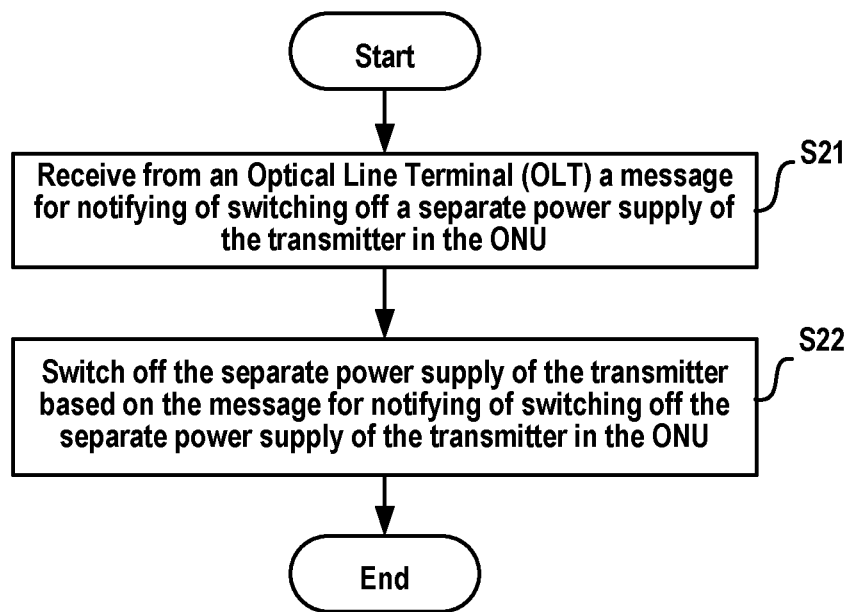 Start
S21
Receive from an Optical Line Terminal (OLT) a message
for notifying of switching off a separate power supply of
the transmitter in the ONU
S22
Switch off the separate power supply of the transmitter
based on the message for notifying of switching off the
separate power supply of the transmitter in the ONU
End